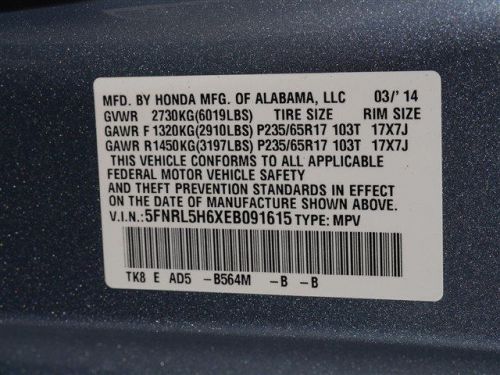 MFD. BY HONDA MFG. OF ALABAMA, LLC 03/'14
GVWR 2730KG(6019LBS) TIRE SIZE RIM SIZE
GAWR F 1320KG(2910LBS) P235/65R17 103T 17X7J
GAWR R 1450KG(3197LBS) P235/65R17 103T 17X7J
THIS VEHICLE CONFORMS TO ALL APPLICABLE
FEDERAL MOTOR VEHICLE SAFETY
AND THEFT PREVENTION STANDARDS IN EFFECT
ON THE DATE OF MANUFACTURE SHOWN ABOVE.
V.I.N.: 5FNRL5H6XEB091615 TYPE: MPV
TK8 E AD5 -B564M -B -B